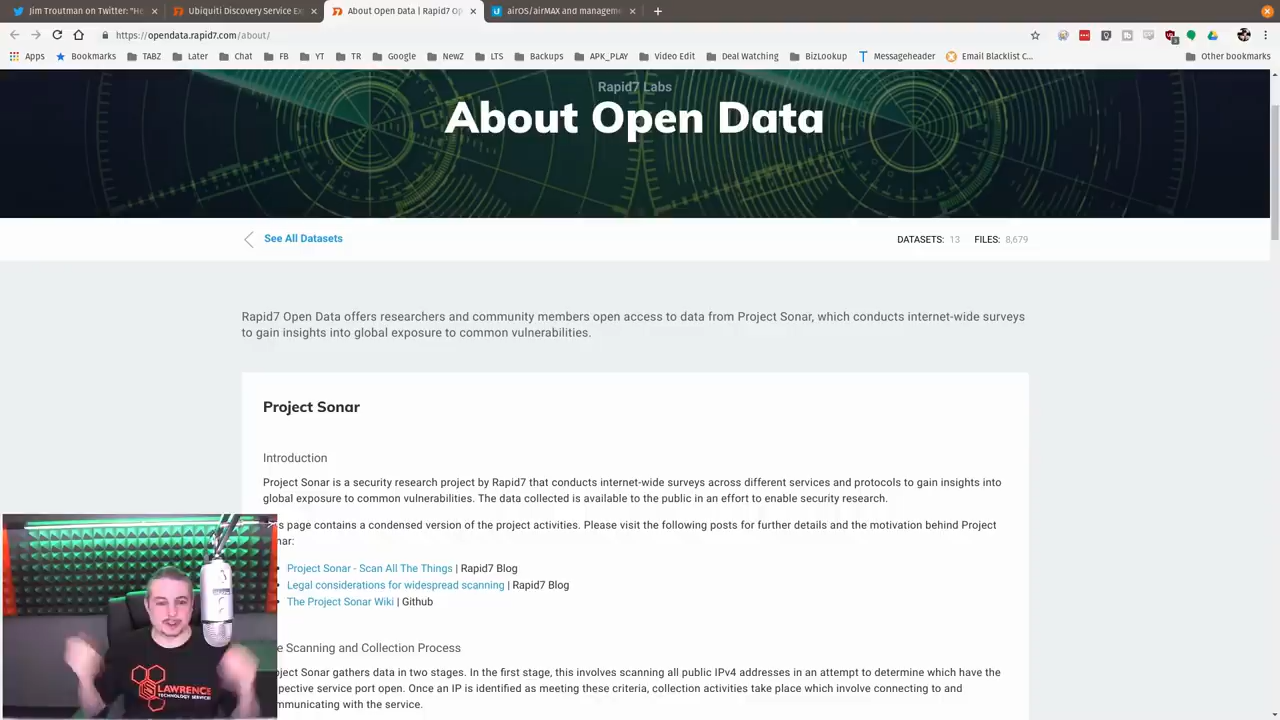 Jim Troutman on Twitter: "He
Ubiquiti Discovery Service Ex
About Open Data | Rapid7 Op
airOS/airMAX and manageme
https://opendata.rapid7.com/about/
Apps Bookmarks TABZ Later Chat FB YT TR Google NewZ LTS Backups APK_PLAY Video Edit Deal Watching BizLookup Messageheader Email Blacklist C... Other bookmarks
Rapid7 Labs
About Open Data
See All Datasets
DATASETS: 13 FILES: 8,679
Rapid7 Open Data offers researchers and community members open access to data from Project Sonar, which conducts internet-wide surveys
to gain insights into global exposure to common vulnerabilities.
Project Sonar
Introduction
Project Sonar is a security research project by Rapid7 that conducts internet-wide surveys across different services and protocols to gain insights into
global exposure to common vulnerabilities. The data collected is available to the public in an effort to enable security research.
s page contains a condensed version of the project activities. Please visit the following posts for further details and the motivation behind Project
nar:
Project Sonar - Scan All The Things | Rapid7 Blog
Legal considerations for widespread scanning | Rapid7 Blog
The Project Sonar Wiki | Github
e Scanning and Collection Process
ject Sonar gathers data in two stages. In the first stage, this involves scanning all public IPv4 addresses in an attempt to determine which have the
pective service port open. Once an IP is identified as meeting these criteria, collection activities take place which involve connecting to and
mmunicating with the service.
LAWRENCE
TECHNOLOGY SERVICES